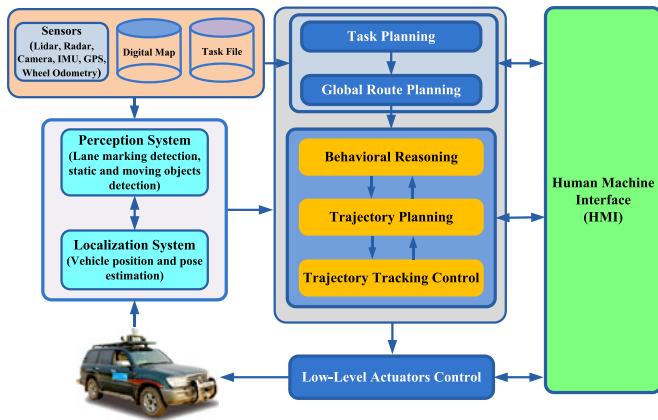 Sensors
(Lidar, Radar,
Camera, IMU, GPS,
Wheel Odometry)
Digital Map
Task File
Task Planning
Global Route Planning
Perception System
(Lane marking detection,
static and moving objects
detection)
Localization System
(Vehicle position and pose
estimation)
Behavioral Reasoning
Trajectory Planning
Trajectory Tracking Control
Human Machine
Interface
(HMI)
Low-Level Actuators Control